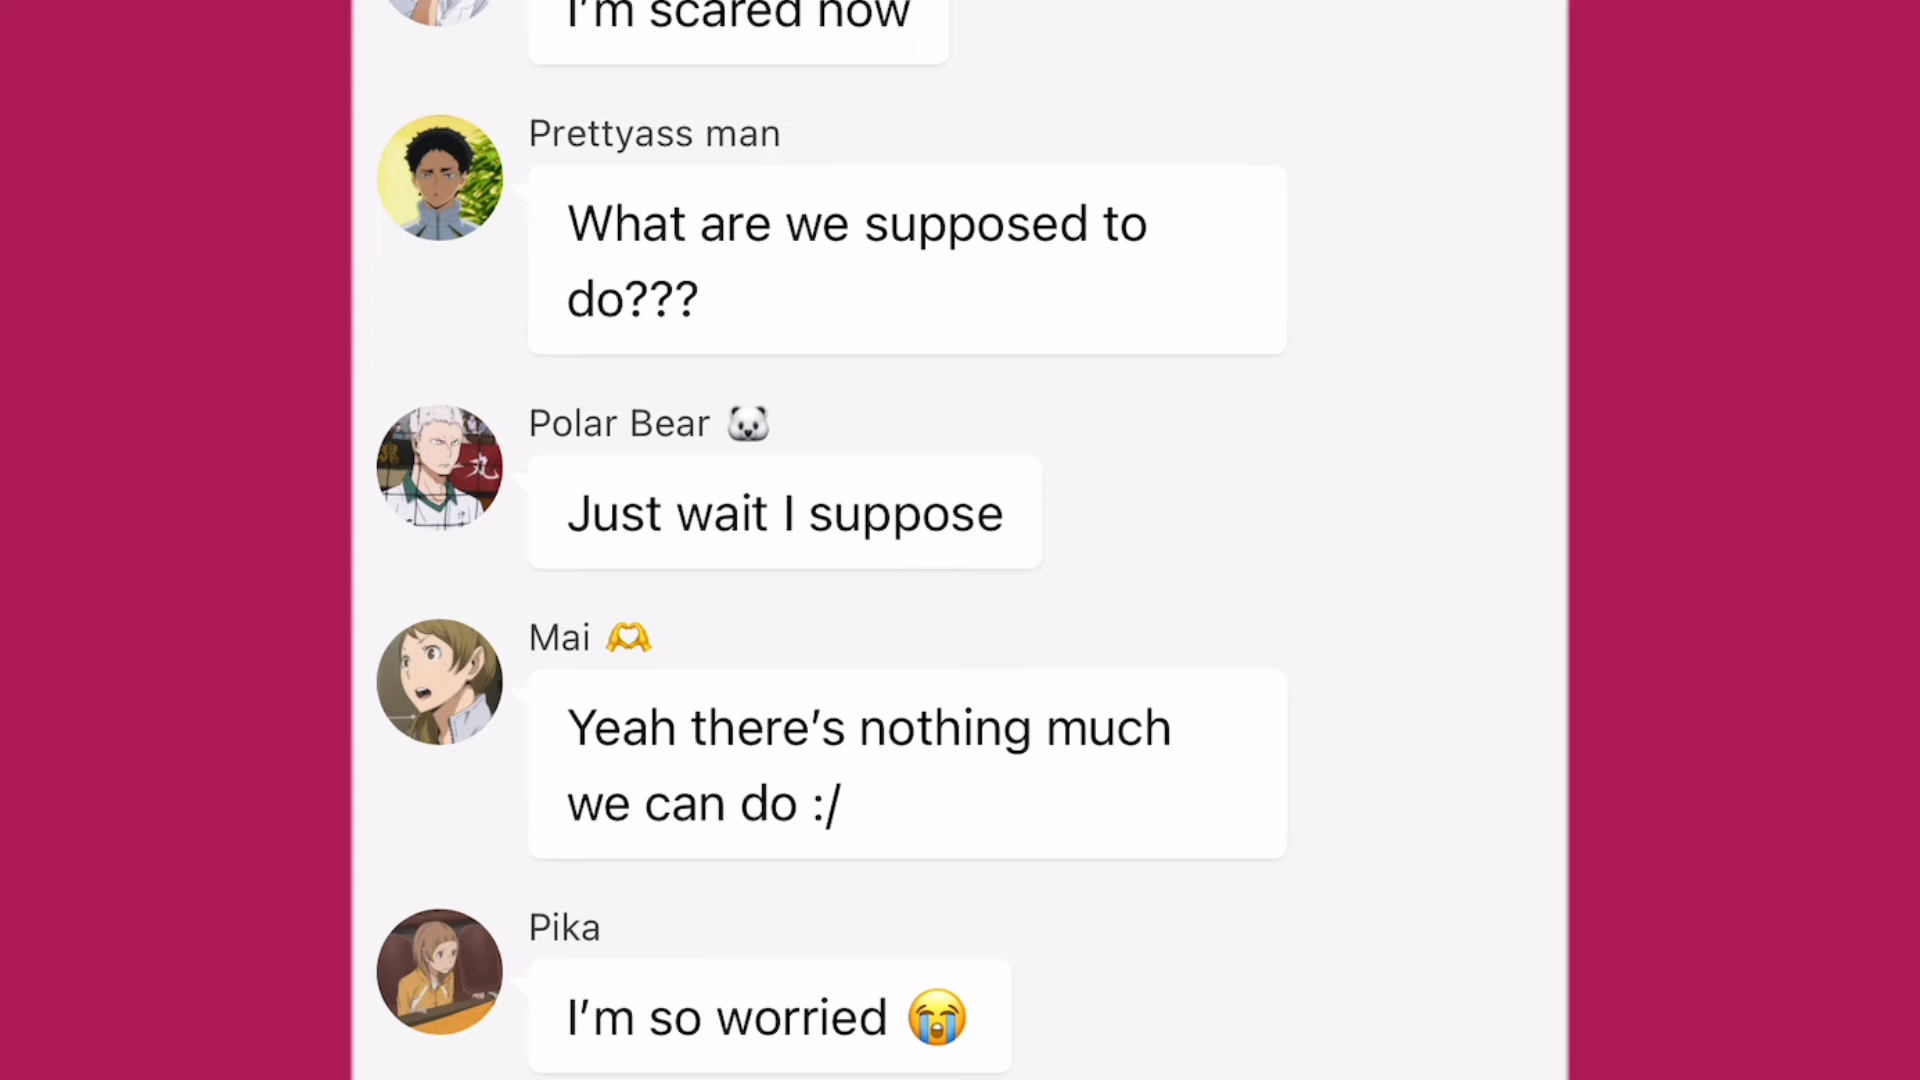 I'm scared now
Prettyass man
What are we supposed to
do???
Polar Bear 🐼
Just wait I suppose
Mai 🫶
Yeah there's nothing much
we can do :/
Pika
I'm so worried 😭